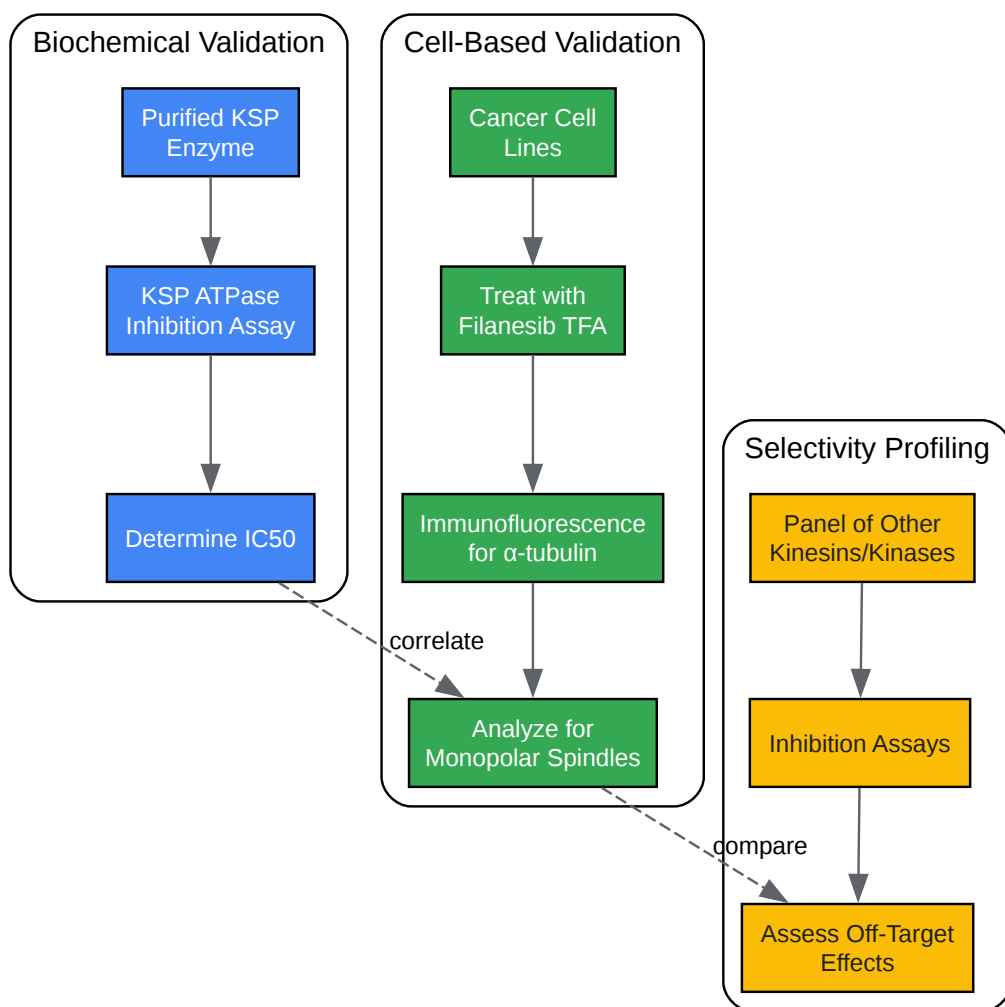 Biochemical Validation
Purified KSP
Enzyme
KSP ATPase
Inhibition Assay
Determine IC50
correlate
Cell-Based Validation
Cancer Cell
Lines
Treat with
Filanesib TFA
Immunofluorescence
for α-tubulin
Analyze for
Monopolar Spindles
compare
Selectivity Profiling
Panel of Other
Kinesins/Kinases
Inhibition Assays
Assess Off-Target
Effects